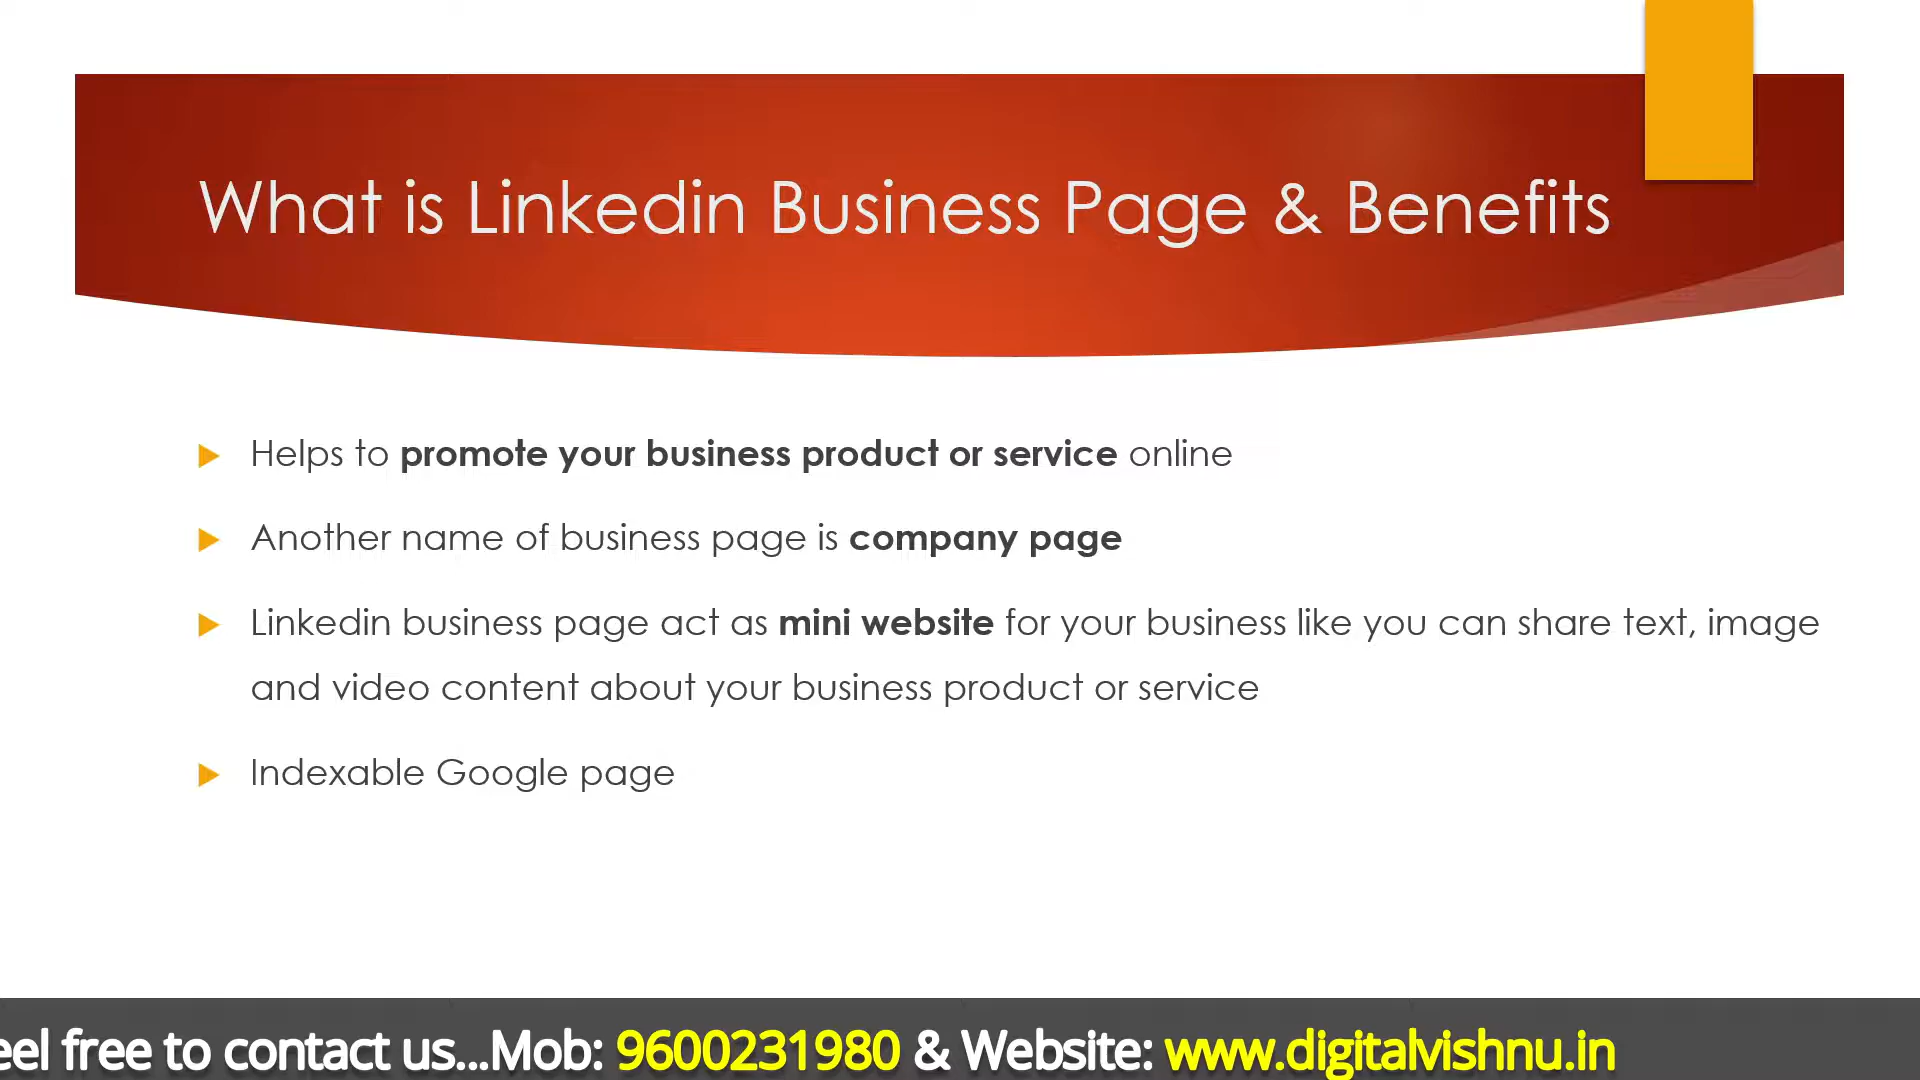 What is Linkedin Business Page & Benefits
Helps to promote your business product or service online
Another name of business page is company page
Linkedin business page act as mini website for your business like you can share text, image
and video content about your business product or service
Indexable Google page
free to contact us...Mob: 9600231980 & Website: www.digitalvishnu.in